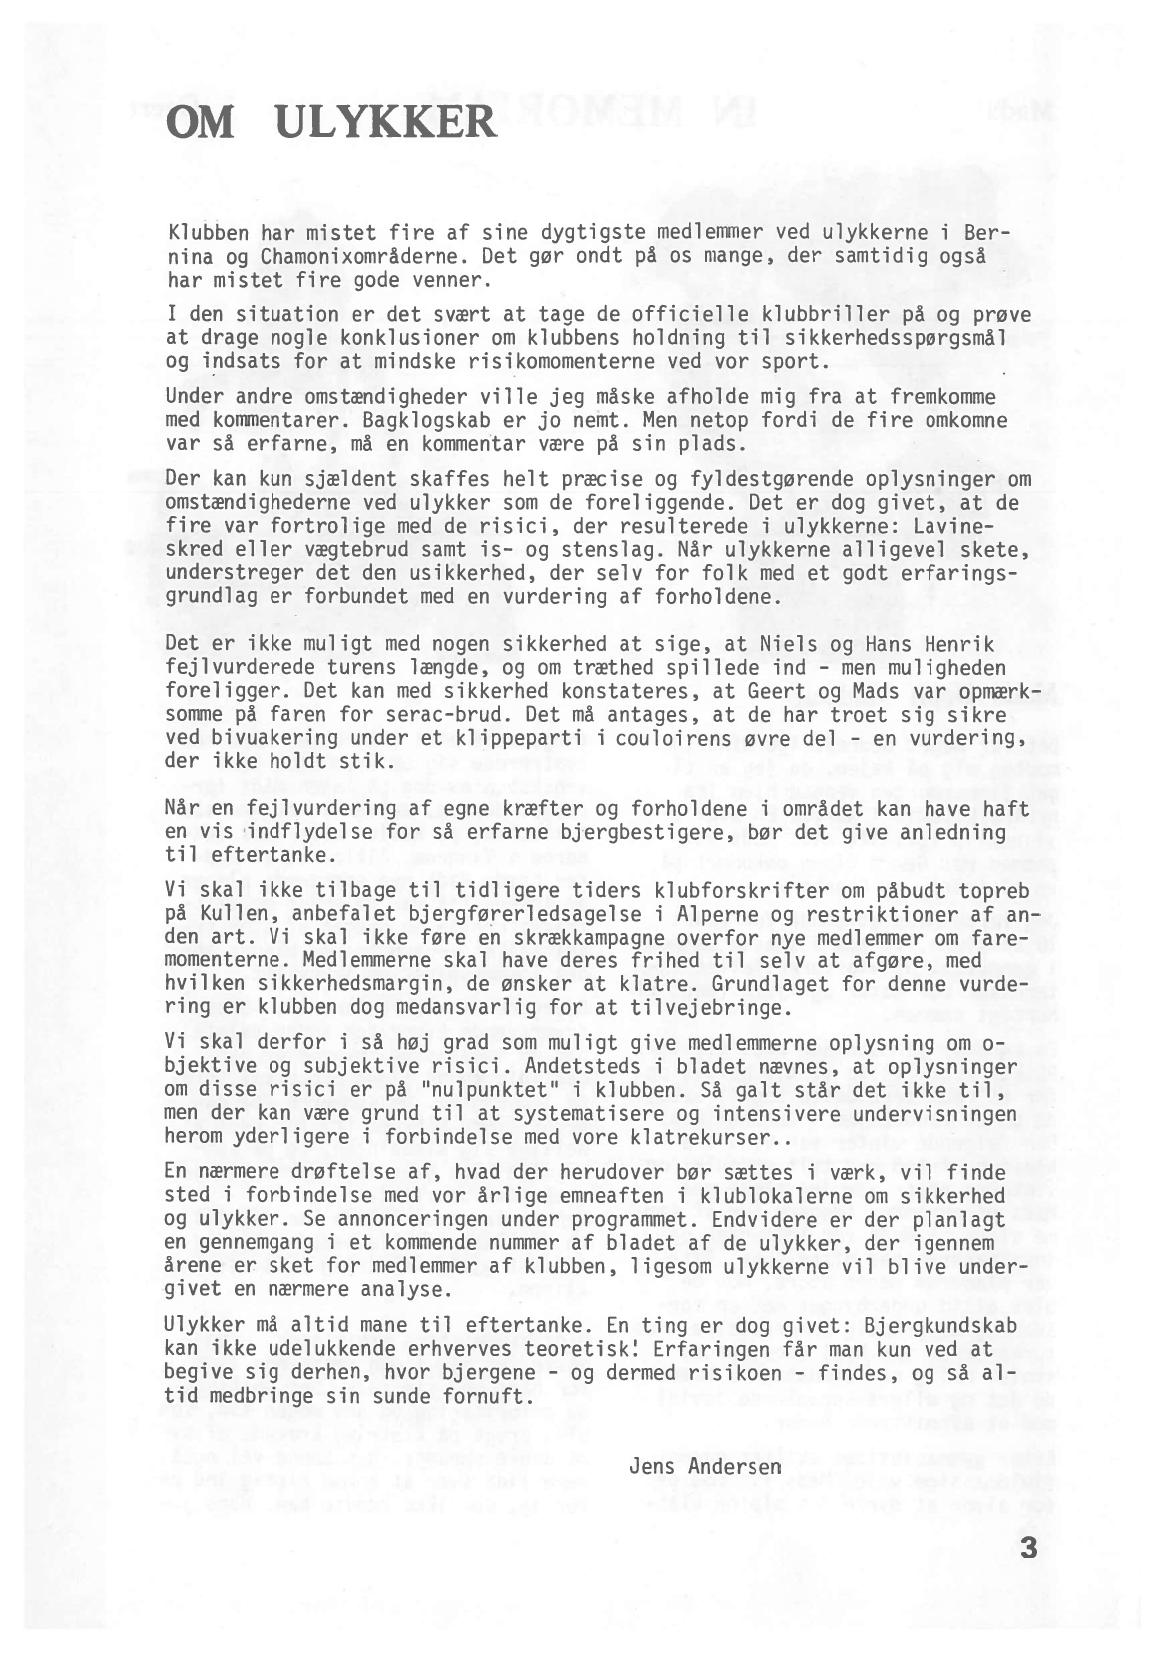 OM ULYKKER
Klubben har mistet fire af sine dygtigste medlemmer ved ulykkerne i Ber-
nina og Chamonixområderne. Det gør ondt på os mange, der samtidig også
har mistet fire gode venner.
I den situation er det svært at tage de officielle klubbriller på og prøve
at drage nogle konklusioner om klubbens holdning til sikkerhedsspørgsmål
og indsats for at mindske risikomomenterne ved vor sport.
Under andre omstændigheder ville jeg måske afholde mig fra at fremkomme
med kommentarer. Bagklogskab er jo nemt. Men netop fordi de fire omkomne
var så erfarne, må en kommentar være på sin plads.
Der kan kun sjældent skaffes helt præcise og fyldestgørende oplysninger om
omstændighederne ved ulykker som de foreliggende. Det er dog givet, at de
fire var fortrolige med de risici, der resulterede i ulykkerne: Lavine-
skred eller vægtebrud samt is- og stenslag. Når ulykkerne alligevel skete,
understreger det den usikkerhed, der selv for folk med et godt erfarings-
grundlag er forbundet med en vurdering af forholdene.
Det er ikke muligt med nogen sikkerhed at sige, at Niels og Hans Henrik
fejlvurderede turens længde, og om træthed spillede ind - men muligheden
foreligger. Det kan med sikkerhed konstateres, at Geert og Mads var opmærk-
somme på faren for serac-brud. Det må antages, at de har troet sig sikre
ved bivuakering under et klippeparti i couloirens øvre del - en vurdering,
der ikke holdt stik.
Når en fejlvurdering af egne kræfter og forholdene i området kan have haft
en vis indflydelse for så erfarne bjergbestigere, bør det give anledning
til eftertanke.
Vi skal ikke tilbage til tidligere tiders klubforskrifter om påbudt topreb
på Kullen, anbefalet bjergførerledsagelse i Alperne og restriktioner af an-
den art. Vi skal ikke føre en skrækkampagne overfor nye medlemmer om fare-
momenterne. Medlemmerne skal have deres frihed til selv at afgøre, med
hvilken sikkerhedsmargin, de ønsker at klatre. Grundlaget for denne vurde-
ring er klubben dog medansvarlig for at tilvejebringe.
Vi skal derfor i så høj grad som muligt give medlemmerne oplysning om o-
bjektive og subjektive risici. Andetsteds i bladet nævnes, at oplysninger
om disse risici er på "nulpunktet" i klubben. Så galt står det ikke til,
men der kan være grund til at systematisere og intensivere undervisningen
herom yderligere i forbindelse med vore klatrekurser..
En nærmere drøftelse af, hvad der herudover bør sættes i værk, vil finde
sted i forbindelse med vor årlige emneaften i klublokalerne om sikkerhed
og ulykker. Se annonceringen under programmet. Endvidere er der planlagt
en gennemgang i et kommende nummer af bladet af de ulykker, der igennem
årene er sket for medlemmer af klubben, ligesom ulykkerne vil blive under-
givet en nærmere analyse.
Ulykker må altid mane til eftertanke. En ting er dog givet: Bjergkundskab
kan ikke udelukkende erhverves teoretisk! Erfaringen får man kun ved at
begive sig derhen, hvor bjergene - og dermed risikoen - findes, og så al-
tid medbringe sin sunde fornuft.
Jens Andersen
3